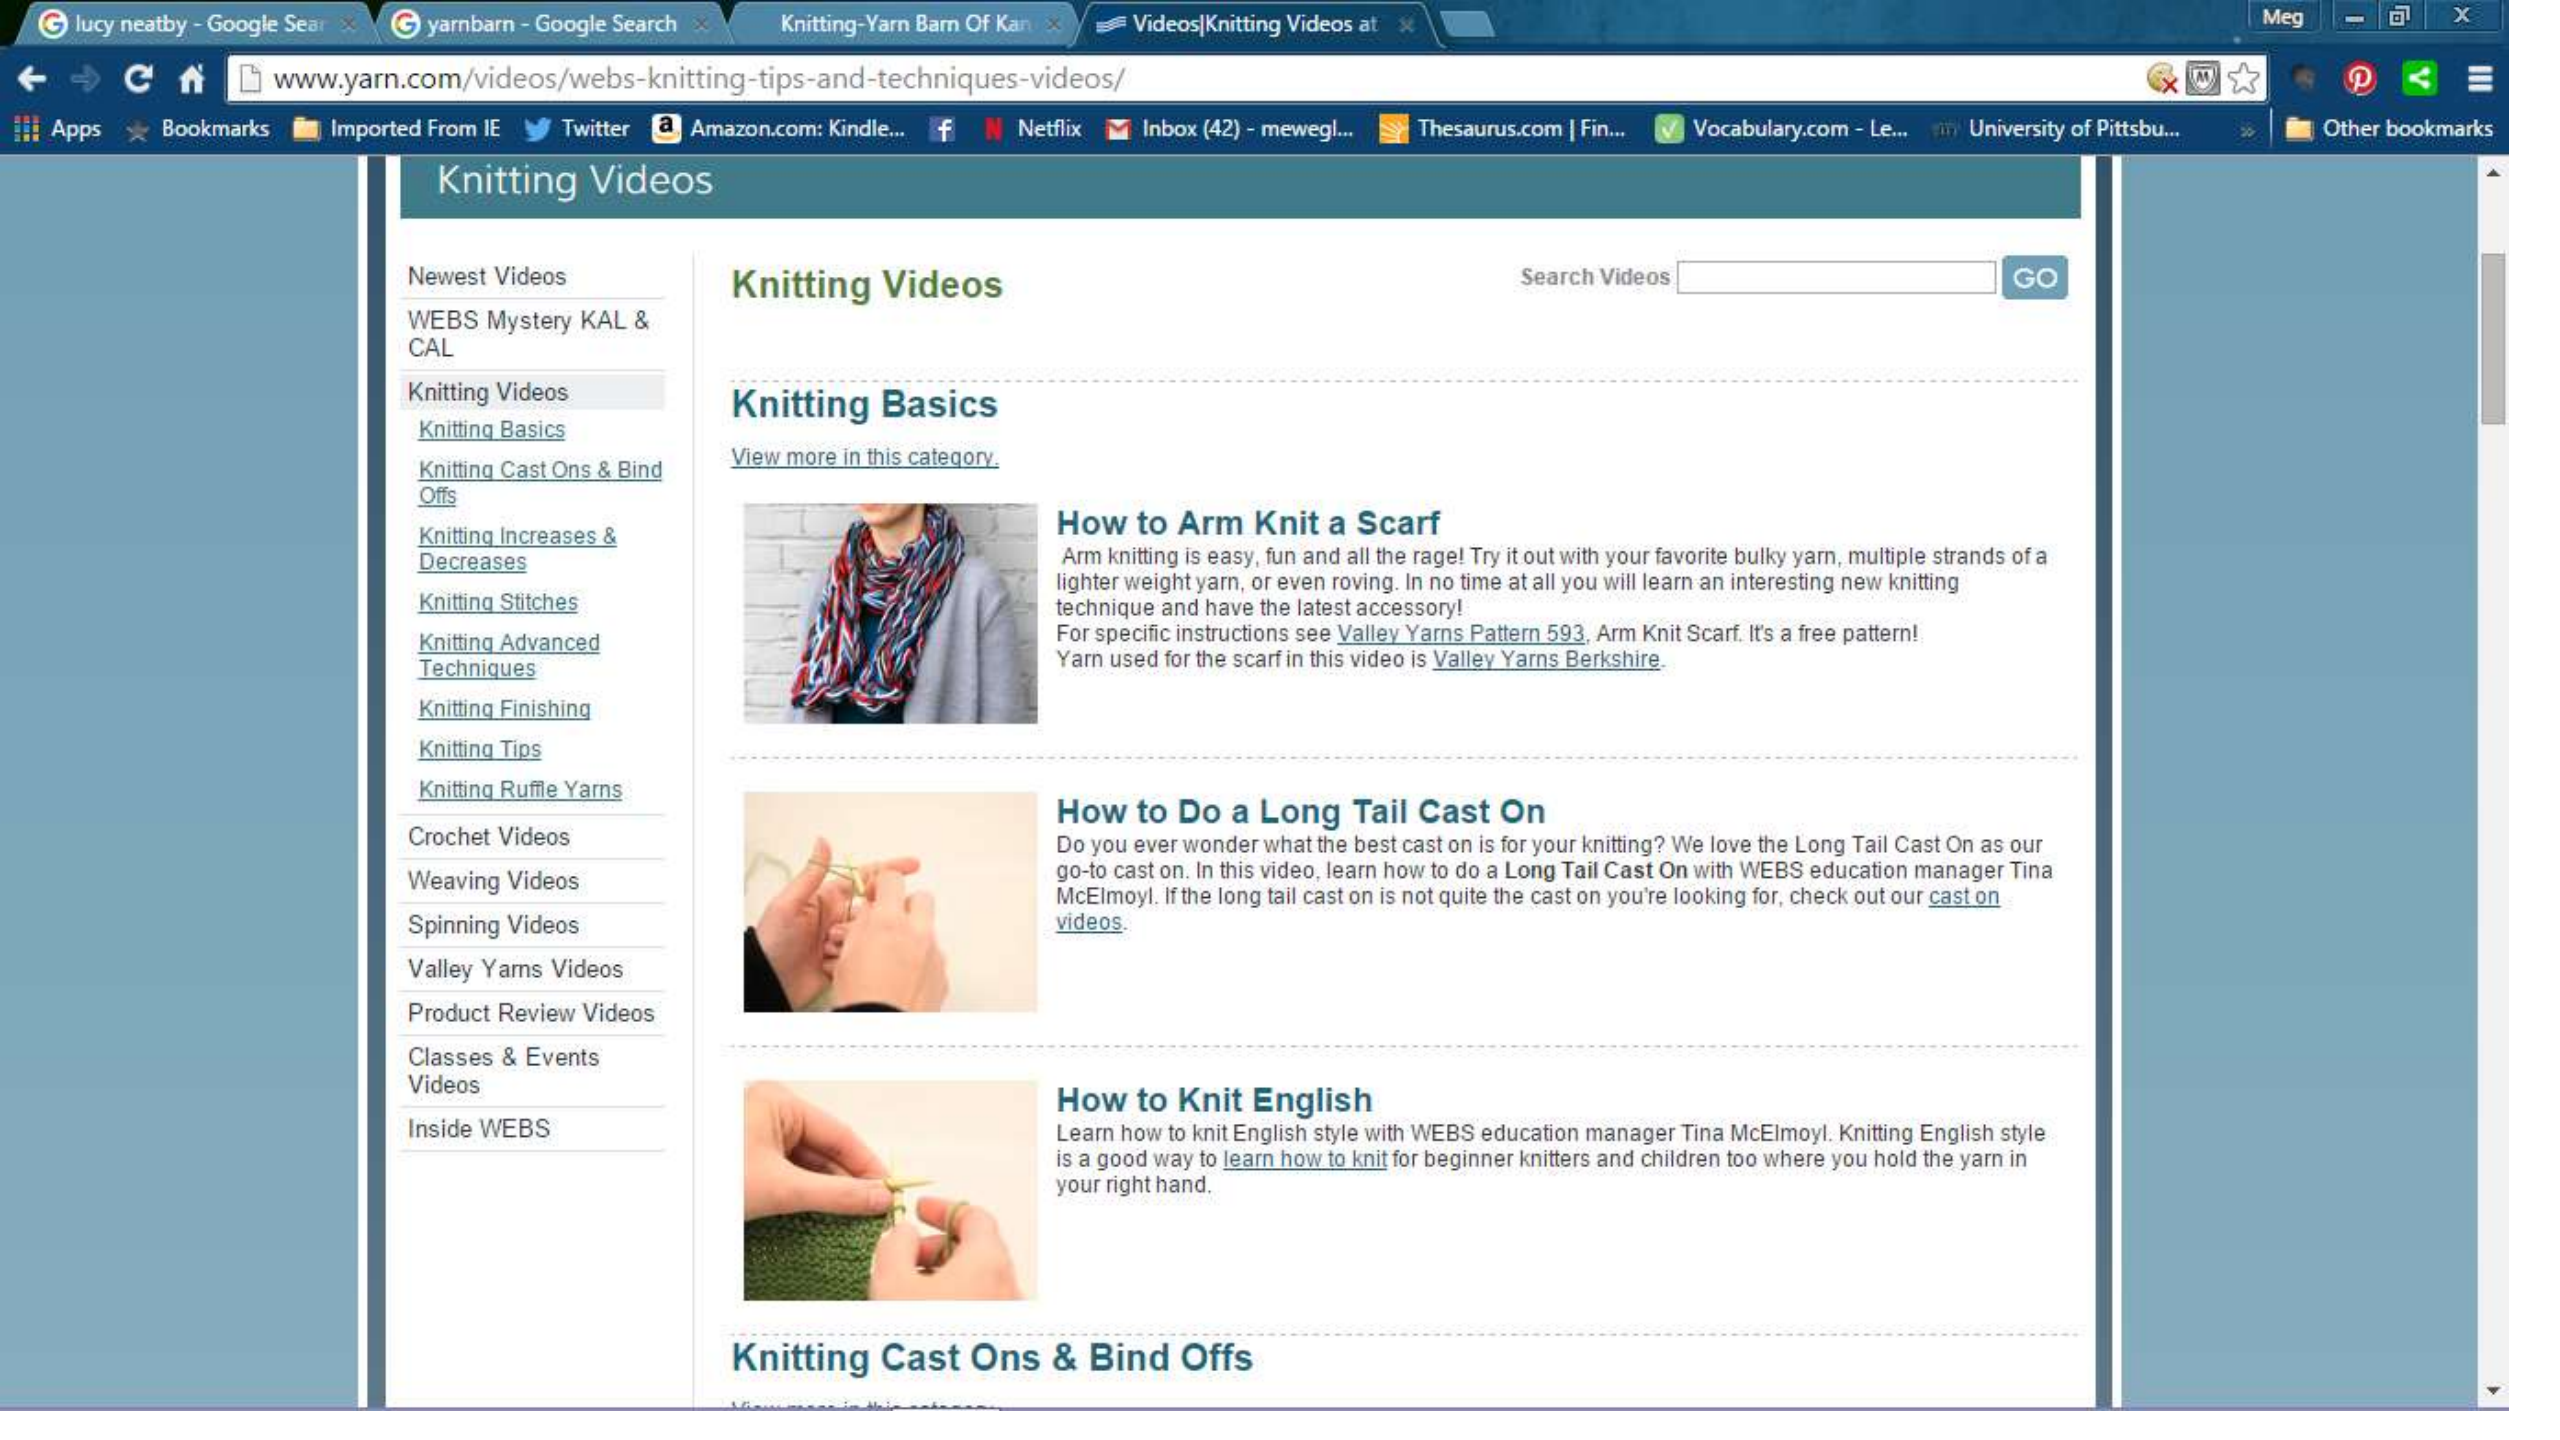 lucy neatby - Google Sear
yarnbarn - Google Search
Knitting-Yarn Barn Of Kan
Videos|Knitting Videos at
Meg
www.yarn.com/videos/webs-knitting-tips-and-techniques-videos/
Apps
Bookmarks
Imported From IE
Twitter
Amazon.com: Kindle...
Netflix
Inbox (42) - mewegl...
Thesaurus.com | Fin...
Vocabulary.com - Le...
University of Pittsbu...
»
Other bookmarks
Knitting Videos
Newest Videos
WEBS Mystery KAL &
CAL
Knitting Videos
Knitting Basics
Knitting Cast Ons & Bind
Offs
Knitting Increases &
Decreases
Knitting Stitches
Knitting Advanced
Techniques
Knitting Finishing
Knitting Tips
Knitting Ruffle Yarns
Crochet Videos
Weaving Videos
Spinning Videos
Valley Yarns Videos
Product Review Videos
Classes & Events
Videos
Inside WEBS
Knitting Videos
Search Videos
GO
Knitting Basics
View more in this category.
How to Arm Knit a Scarf
Arm knitting is easy, fun and all the rage! Try it out with your favorite bulky yarn, multiple strands of a
lighter weight yarn, or even roving. In no time at all you will learn an interesting new knitting
technique and have the latest accessory!
For specific instructions see Valley Yarns Pattern 593, Arm Knit Scarf. It's a free pattern!
Yarn used for the scarf in this video is Valley Yarns Berkshire.
How to Do a Long Tail Cast On
Do you ever wonder what the best cast on is for your knitting? We love the Long Tail Cast On as our
go-to cast on. In this video, learn how to do a Long Tail Cast On with WEBS education manager Tina
McElmoyl. If the long tail cast on is not quite the cast on you're looking for, check out our cast on
videos.
How to Knit English
Learn how to knit English style with WEBS education manager Tina McElmoyl. Knitting English style
is a good way to learn how to knit for beginner knitters and children too where you hold the yarn in
your right hand.
Knitting Cast Ons & Bind Offs
View more in this category.